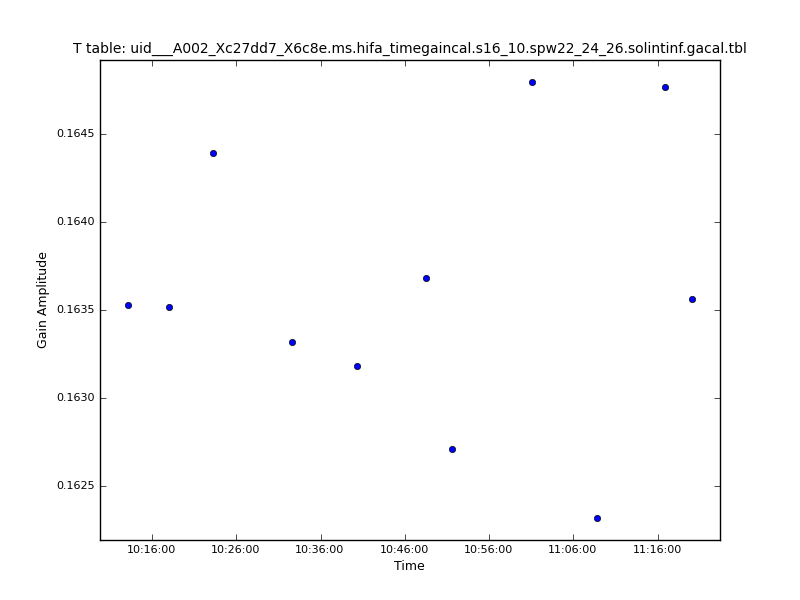 T table: uid___A002_Xc27dd7_X6c8e.ms.hifa_timegaincal.s16_10.spw22_24_26.solintinf.gacal.tbl
Gain Amplitude
0.1645
0.1640
0.1635
0.1630
0.1625
10:16:00 10:26:00 10:36:00 10:46:00 10:56:00 11:06:00 11:16:00
Time